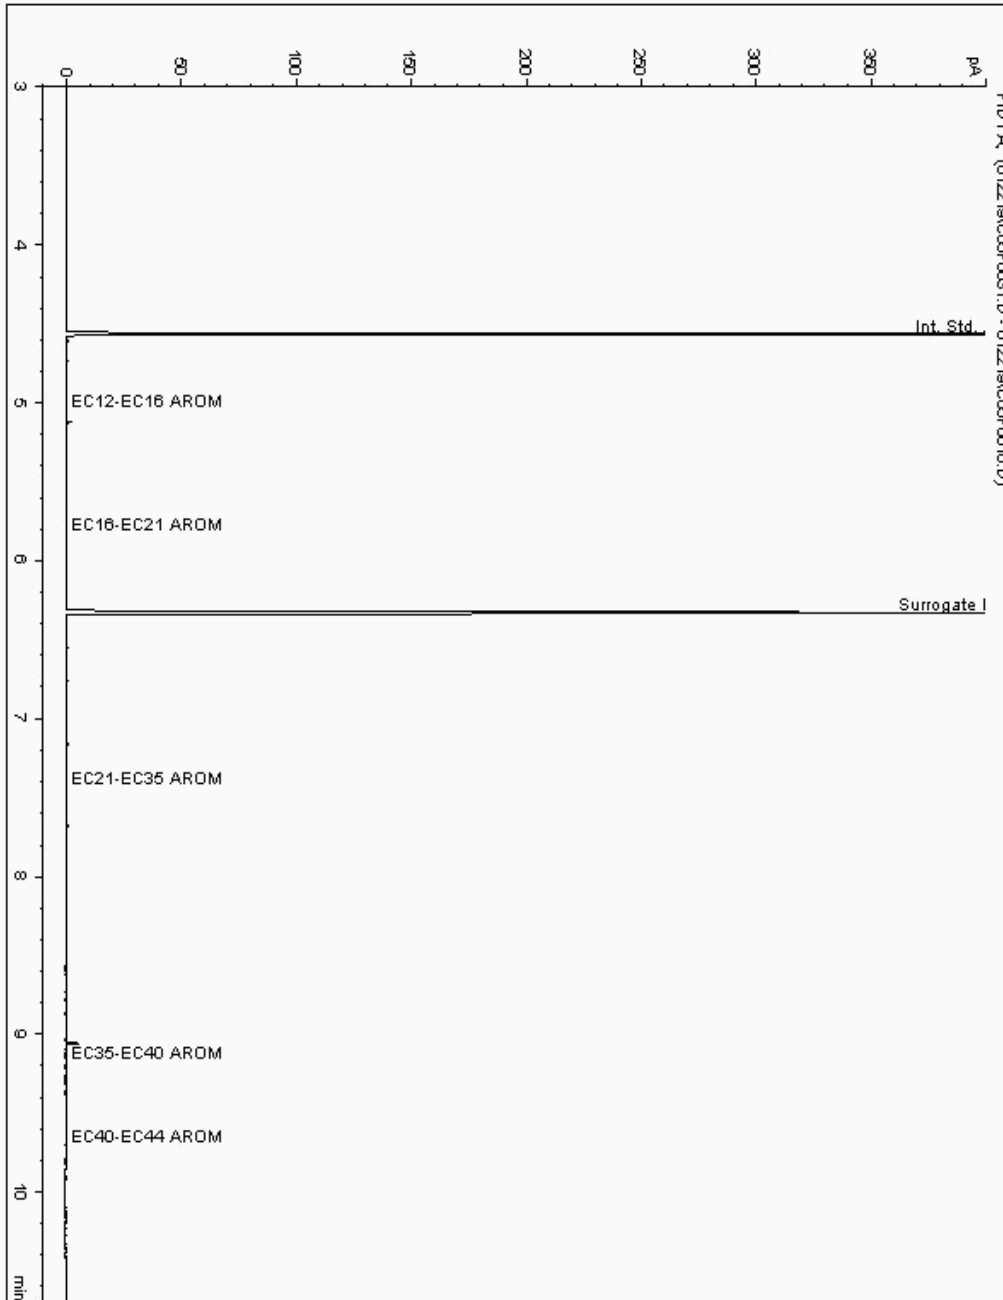 pA
350
300
250
200
150
100
50
0
3
4
Int. Std.
5
EC12-EC16 AROM
EC16-EC21 AROM
6
Surrogate I
7
EC21-EC35 AROM
8
9
EC35-EC40 AROM
EC40-EC44 AROM
10
min